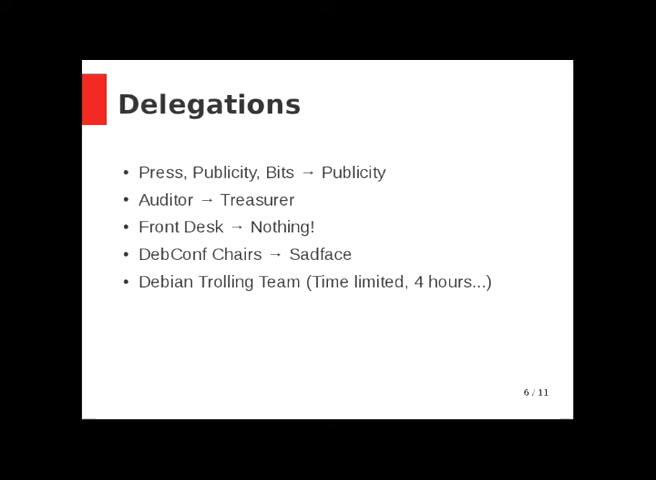 Delegations
• Press, Publicity, Bits → Publicity
• Auditor → Treasurer
• Front Desk → Nothing!
• DebConf Chairs → Sadface
• Debian Trolling Team (Time limited, 4 hours...)
6 / 11